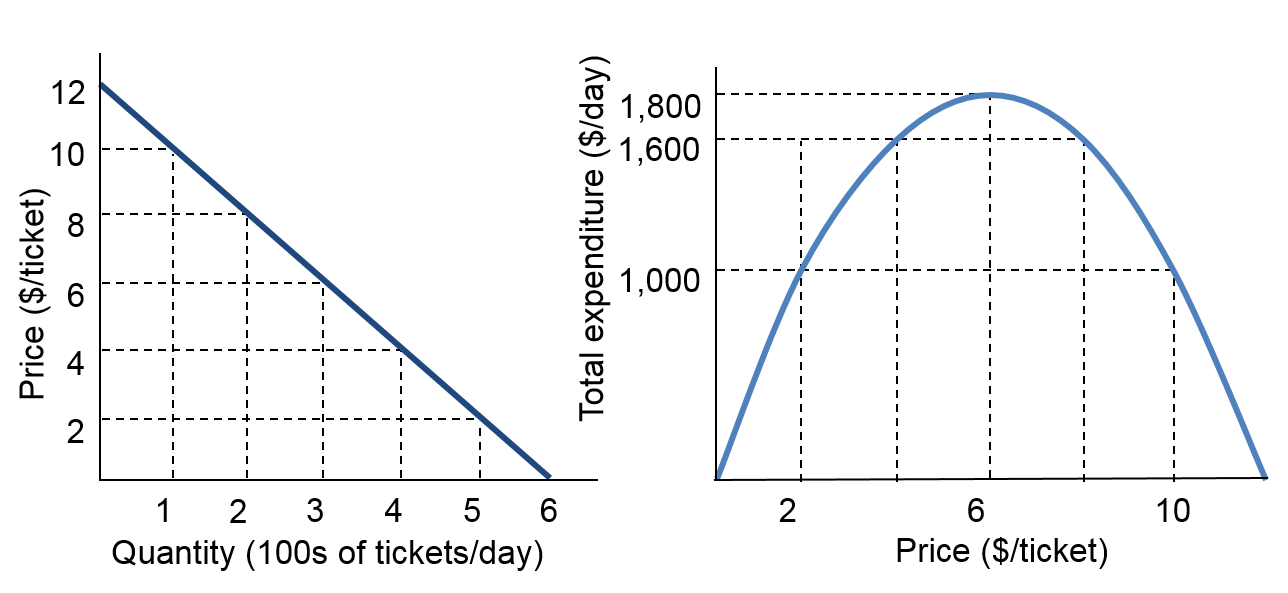 Price ($/ticket)
12
10
8
6
4
2
1 2 3 4 5 6
Quantity (100s of tickets/day)
Total expenditure ($/day)
1,800
1,600
1,000
2 6 10
Price ($/ticket)